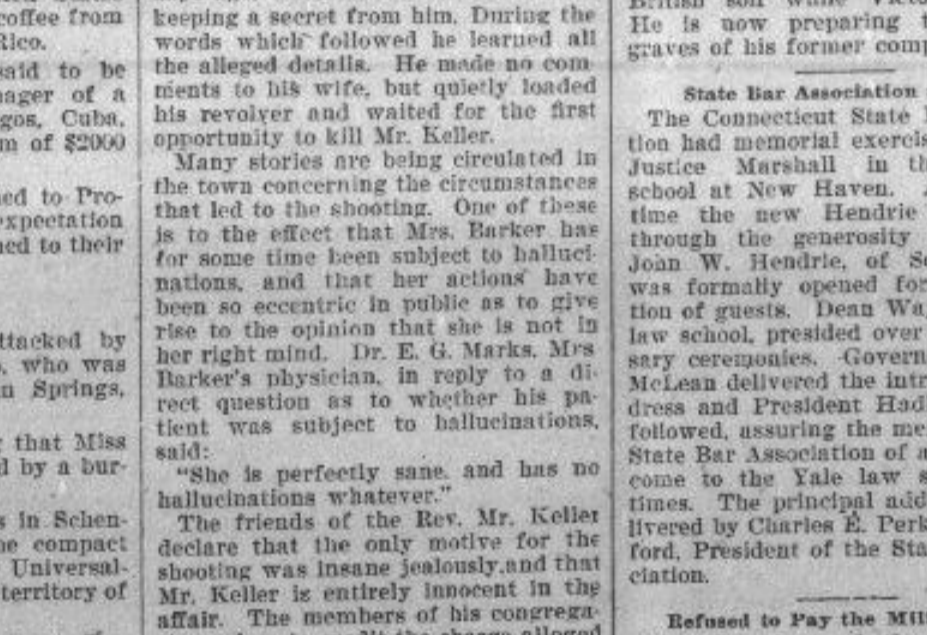 coffee from
Rico.
said to be
nager of a
gos, Cuba,
m of $2000
ned to Pro-
expectation
ned to their
ttacked by
, who was
n Springs,
g that Miss
d by a bur-
s in Schen-
he compact
Universal-
territory of
keeping a secret from him. During the
words which followed he learned all
the alleged details. He made no com
ments to his wife, but quietly loaded
his revolver and waited for the first
opportunity to kill Mr. Keller.
Many stories are being circulated in
the town concerning the circumstances
that led to the shooting. One of these
is to the effect that Mrs. Barker has
for some time been subject to halluci-
nations, and that her actions have
been so eccentric in public as to give
rise to the opinion that she is not in
her right mind. Dr. E. G. Marks, Mrs
Barker's physician, in reply to a di-
rect question as to whether his pa-
tient was subject to hallucinations,
said:
"She is perfectly sane, and has no
hallucinations whatever."
The friends of the Rev. Mr. Keller
declare that the only motive for the
shooting was insane jealously,and that
Mr. Keller is entirely innocent in the
affair. The members of his congrega-
the charge alleged
British son
He is now preparing t
graves of his former comp
State Bar Association
The Connecticut State
tion had memorial exercis
Justice Marshall in th
school at New Haven.
time the new Hendrie
through the generosity
John W. Hendrie, of S
was formally opened for
tion of guests. Dean Wa
law school, presided over
sary ceremonies. Govern
McLean delivered the intr
dress and President Had
followed, assuring the me
State Bar Association of a
come to the Yale law s
times. The principal add
livered by Charles E. Perk
ford, President of the Sta
ciation.
Refused to Pay the Mill